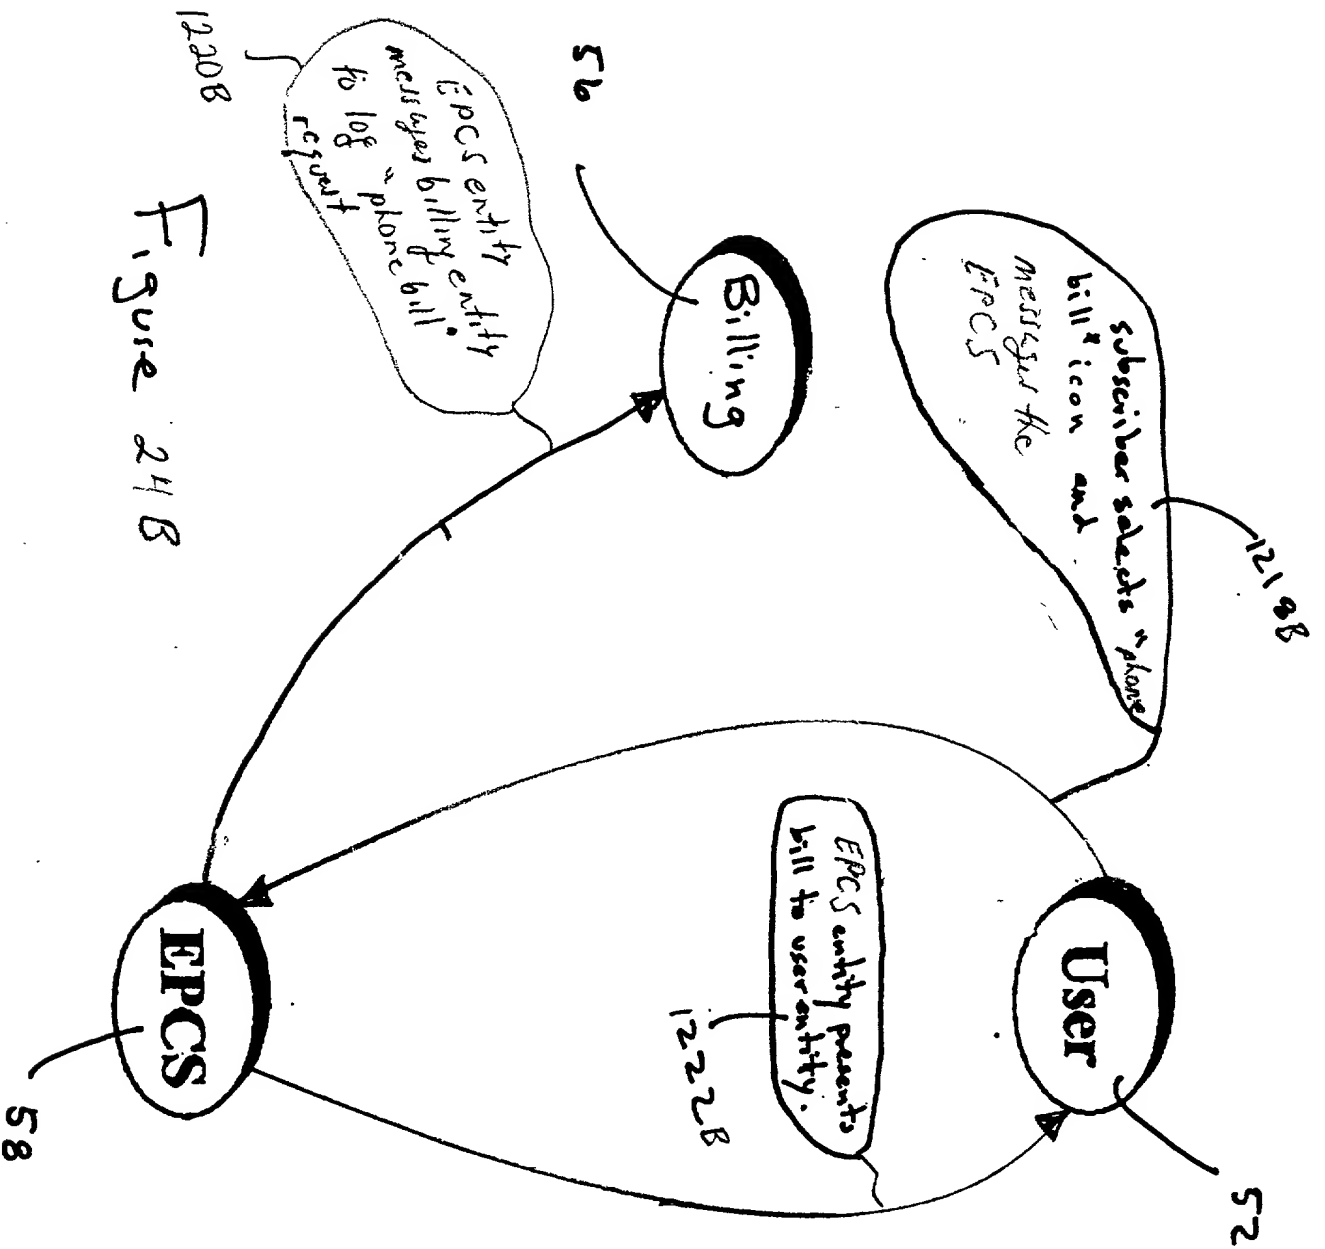 52
User
1218B
subscriber selects "phone
bill" icon and
messages the
EPCS
EPCS entity presents
bill to user entity.
1222B
56
Billing
EPCS entity
messages billing entity
to log "phone bill"
request
1220B
EPCS
58
Figure 24B